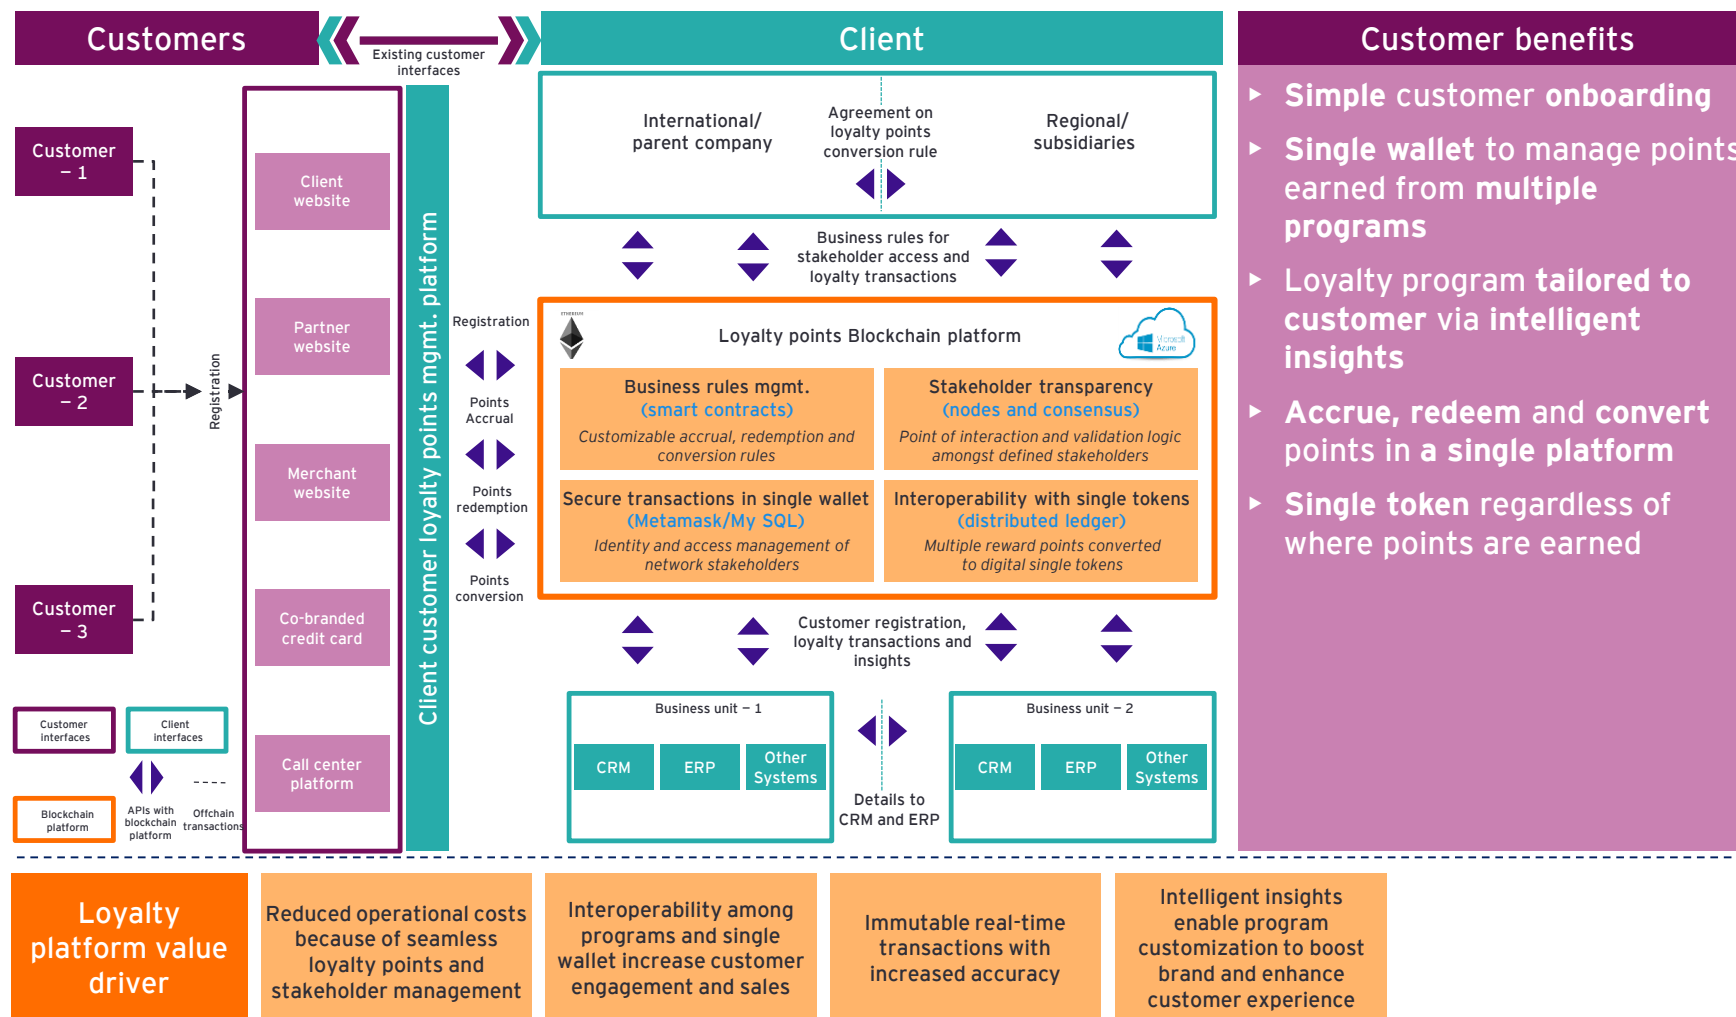 Customers
Existing customer
interfaces
Client
Customer benefits
Customer
– 1
Customer
– 2
Customer
– 3
Registration
Client
website
Partner
website
Merchant
website
Co-branded
credit card
Call center
platform
Client customer loyalty points mgmt. platform
Registration
Points
Accrual
Points
redemption
Points
conversion
International/
parent company
Agreement on
loyalty points
conversion rule
Regional/
subsidiaries
Business rules for
stakeholder access and
loyalty transactions
ETHEREUM
Loyalty points Blockchain platform
Microsoft
Azure
Business rules mgmt.
(smart contracts)
Customizable accrual, redemption and
conversion rules
Stakeholder transparency
(nodes and consensus)
Point of interaction and validation logic
amongst defined stakeholders
Secure transactions in single wallet
(Metamask/My SQL)
Identity and access management of
network stakeholders
Interoperability with single tokens
(distributed ledger)
Multiple reward points converted
to digital single tokens
Customer registration,
loyalty transactions and
insights
Business unit – 1
CRM
ERP
Other
Systems
Details to
CRM and ERP
Business unit – 2
CRM
ERP
Other
Systems
Customer
interfaces
Client
interfaces
Blockchain
platform
APIs with
blockchain
platform
Offchain
transactions
Simple customer onboarding
Single wallet to manage points
earned from multiple
programs
Loyalty program tailored to
customer via intelligent
insights
Accrue, redeem and convert
points in a single platform
Single token regardless of
where points are earned
Loyalty
platform value
driver
Reduced operational costs
because of seamless
loyalty points and
stakeholder management
Interoperability among
programs and single
wallet increase customer
engagement and sales
Immutable real-time
transactions with
increased accuracy
Intelligent insights
enable program
customization to boost
brand and enhance
customer experience